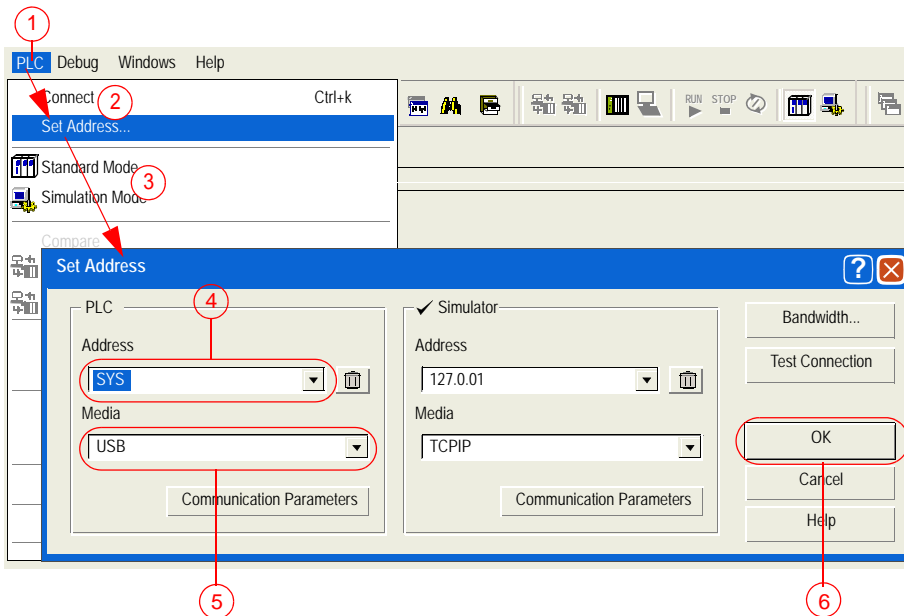 1
PLC Debug Windows Help
Connect Ctrl+k
2
RUN STOP
Set Address...
Standard Mode
3
Simulation Mode
Compare
Set Address
?
4
PLC
Simulator
Bandwidth...
Address
Address
Test Connection
SYS
127.0.01
Media
Media
USB
TCPIP
OK
Cancel
Communication Parameters
Communication Parameters
Help
5
6